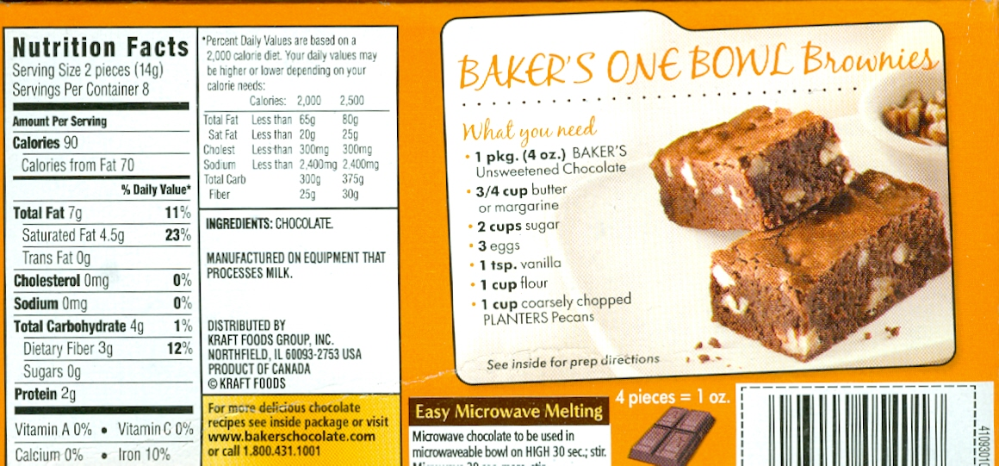 Nutrition Facts
Serving Size 2 pieces (14g)
Servings Per Container 8
Amount Per Serving
Calories 90
Calories from Fat 70
% Daily Value*
Total Fat 7g 11%
Saturated Fat 4.5g 23%
Trans Fat 0g
Cholesterol 0mg 0%
Sodium 0mg 0%
Total Carbohydrate 4g 1%
Dietary Fiber 3g 12%
Sugars 0g
Protein 2g
Vitamin A 0% • Vitamin C 0%
Calcium 0% • Iron 10%
*Percent Daily Values are based on a
2,000 calorie diet. Your daily values may
be higher or lower depending on your
calorie needs:
Calories: 2,000 2,500
Total Fat Less than 65g 80g
Sat Fat Less than 20g 25g
Cholest Less than 300mg 300mg
Sodium Less than 2,400mg 2,400mg
Total Carb 300g 375g
Fiber 25g 30g
INGREDIENTS: CHOCOLATE.
MANUFACTURED ON EQUIPMENT THAT
PROCESSES MILK.
DISTRIBUTED BY
KRAFT FOODS GROUP, INC.
NORTHFIELD, IL 60093-2753 USA
PRODUCT OF CANADA
© KRAFT FOODS
For more delicious chocolate
recipes see inside package or visit
www.bakerschocolate.com
or call 1.800.431.1001
BAKER'S ONE BOWL Brownies
What you need
• 1 pkg. (4 oz.) BAKER'S
Unsweetened Chocolate
• 3/4 cup butter
or margarine
• 2 cups sugar
• 3 eggs
• 1 tsp. vanilla
• 1 cup flour
• 1 cup coarsely chopped
PLANTERS Pecans
See inside for prep directions
Easy Microwave Melting
Microwave chocolate to be used in
microwaveable bowl on HIGH 30 sec.; stir.
4 pieces = 1 oz.